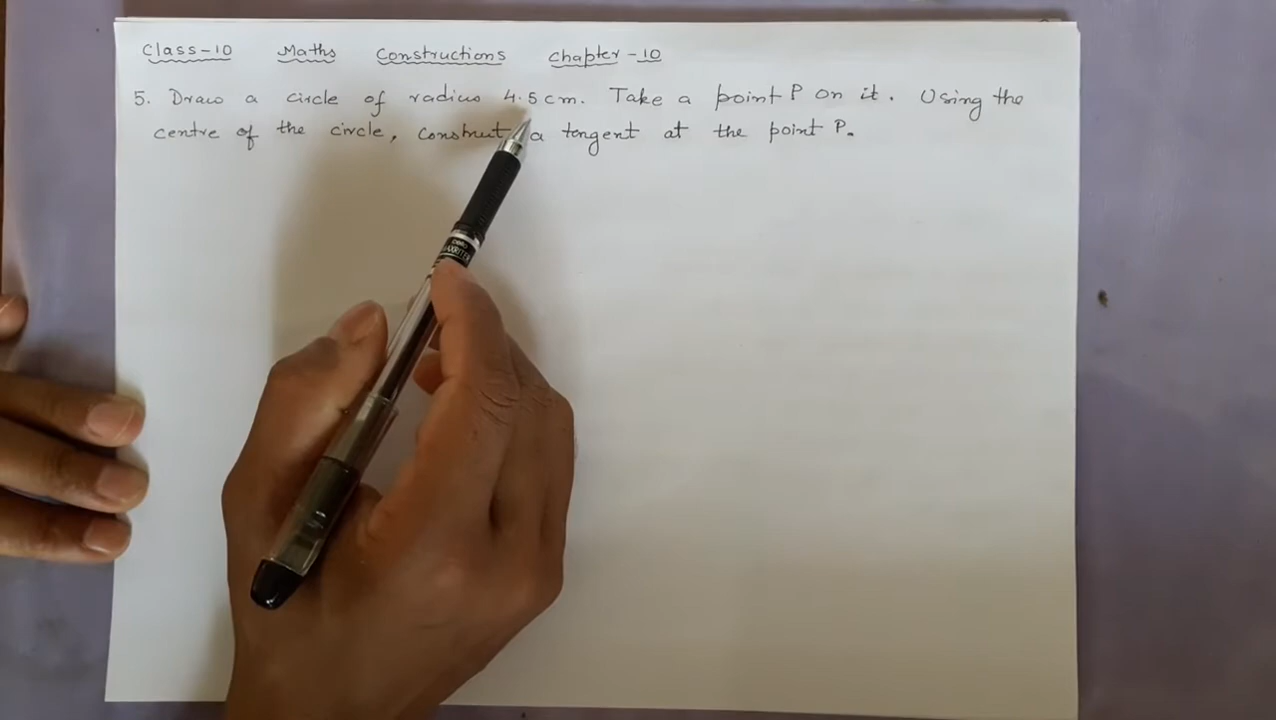 Class-10 Maths Constructions Chapter-10
5. Draw a circle of radius 4.5cm. Take a point P on it. Using the
centre of the circle, Construct a tangent at the point P.
cello